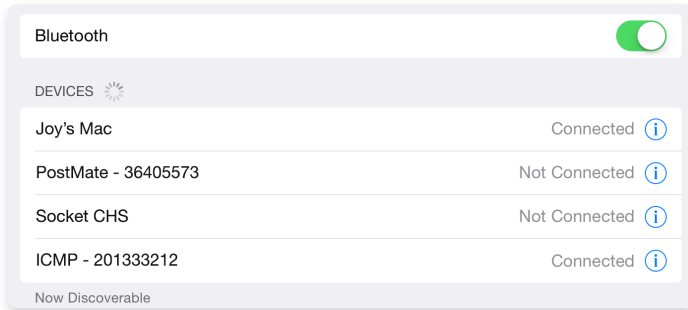 Bluetooth
DEVICES
Joy's Mac Connected
PostMate - 36405573 Not Connected
Socket CHS Not Connected
ICMP - 201333212 Connected
Now Discoverable